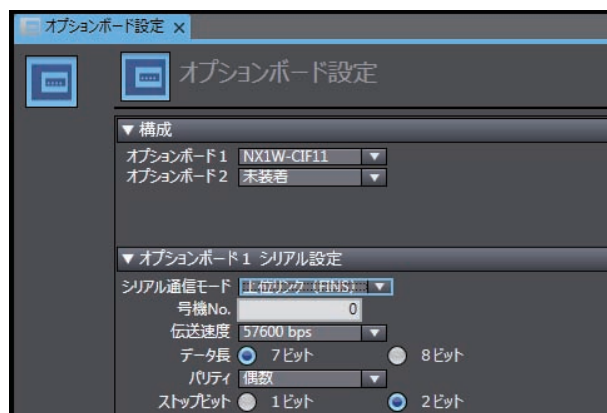 オプションボード設定 ×
オプションボード設定
▼構成
オプションボード1 NX1W-CIF11 ▼
オプションボード2 未装着 ▼
▼オプションボード1 シリアル設定
シリアル通信モード 上位リンク（FINS） ▼
号機No. 0
伝送速度 57600 bps ▼
データ長 7ビット 8ビット
パリティ 偶数 ▼
ストップビット 1ビット 2ビット